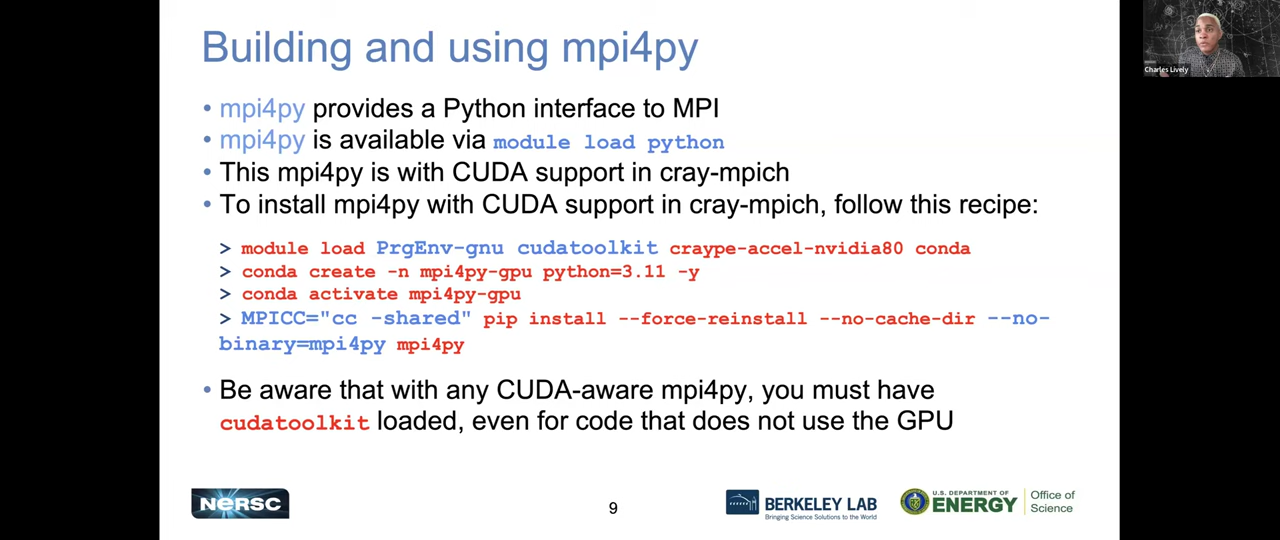 Building and using mpi4py
Charles Lively
• mpi4py provides a Python interface to MPI
• mpi4py is available via module load python
• This mpi4py is with CUDA support in cray-mpich
• To install mpi4py with CUDA support in cray-mpich, follow this recipe:
> module load PrgEnv-gnu cudatoolkit craype-accel-nvidia80 conda
> conda create -n mpi4py-gpu python=3.11 -y
> conda activate mpi4py-gpu
> MPICC="cc -shared" pip install --force-reinstall --no-cache-dir --no-
binary=mpi4py mpi4py
• Be aware that with any CUDA-aware mpi4py, you must have
cudatoolkit loaded, even for code that does not use the GPU
NERSC
9
BERKELEY LAB
Bringing Science Solutions to the World
U.S. DEPARTMENT OF
ENERGY
Office of
Science